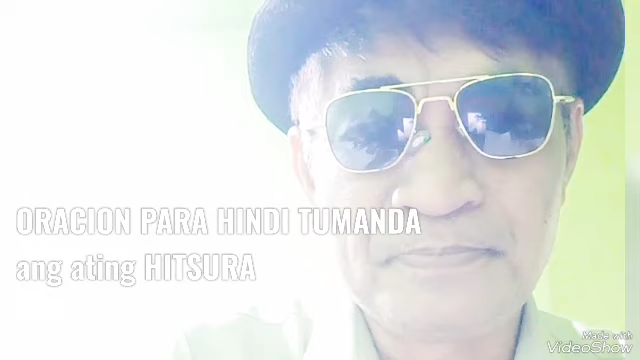 ORACION PARA HINDI TUMANDA
ang ating HITSURA
Made with
VideoShow